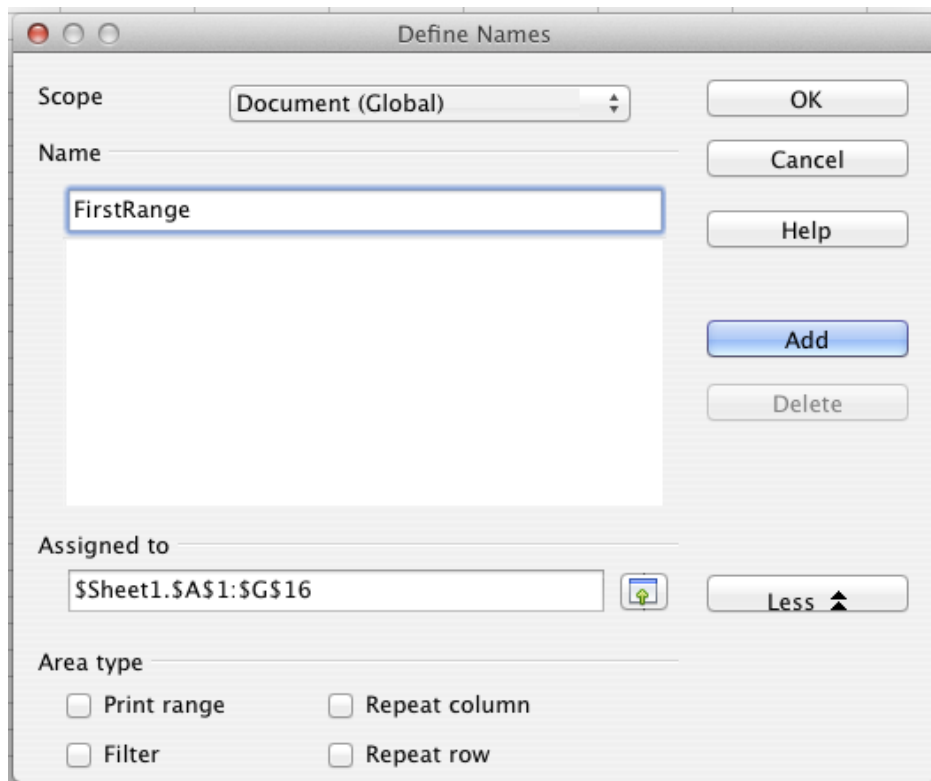 Define Names
Scope
Document (Global)
OK
Name
Cancel
FirstRange
Help
Add
Delete
Assigned to
$Sheet1.$A$1:$G$16
Less
Area type
Print range
Repeat column
Filter
Repeat row